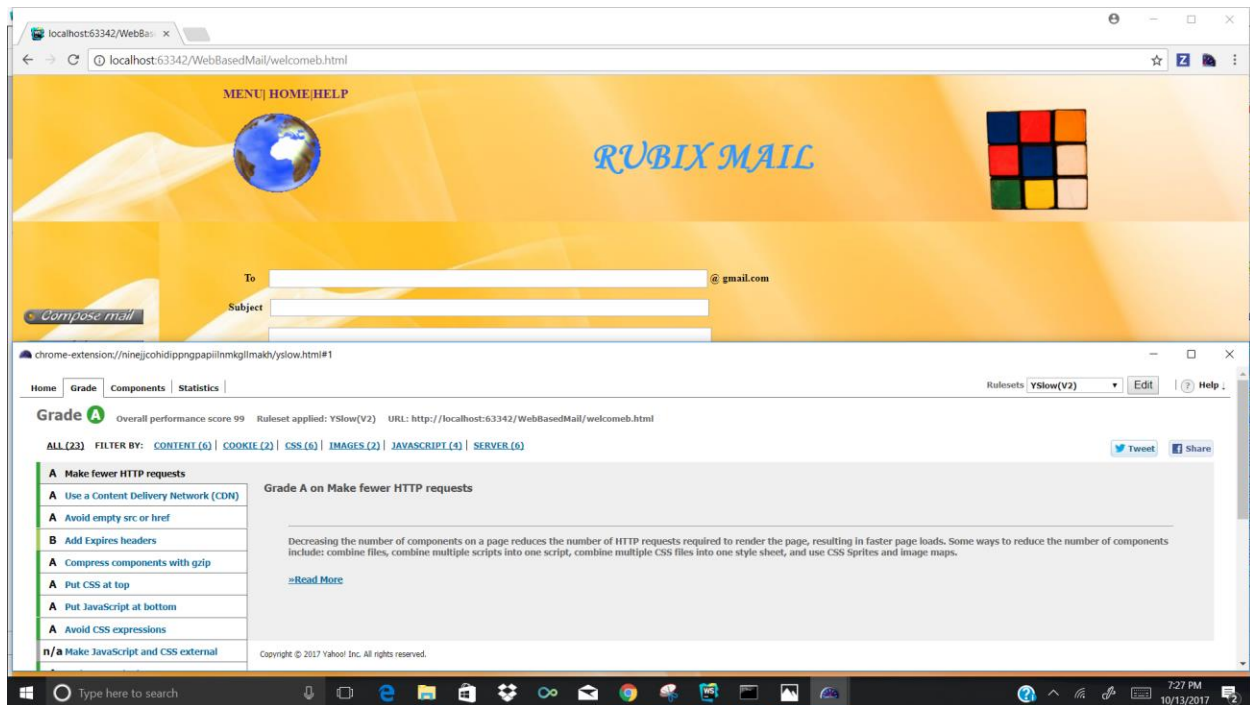 localhost:63342/WebBas
localhost:63342/WebBasedMail/welcomeb.html
MENU| HOME|HELP
RUBIX MAIL
To @ gmail.com
Subject
Compose mail
chrome-extension://ninejjcohidippngpapiilnmkgllmakh/yslow.html#1
Home Grade Components Statistics Rulesets YSlow(V2) Edit ? Help ↓
Grade A Overall performance score 99 Ruleset applied: YSlow(V2) URL: http://localhost:63342/WebBasedMail/welcomeb.html
ALL (23) FILTER BY: CONTENT (6) | COOKIE (2) | CSS (6) | IMAGES (2) | JAVASCRIPT (4) | SERVER (6) Tweet Share
A Make fewer HTTP requests
A Use a Content Delivery Network (CDN)
A Avoid empty src or href
B Add Expires headers
A Compress components with gzip
A Put CSS at top
A Put JavaScript at bottom
A Avoid CSS expressions
n/a Make JavaScript and CSS external
Grade A on Make fewer HTTP requests
Decreasing the number of components on a page reduces the number of HTTP requests required to render the page, resulting in faster page loads. Some ways to reduce the number of components
include: combine files, combine multiple scripts into one script, combine multiple CSS files into one style sheet, and use CSS Sprites and image maps.
»Read More
Copyright © 2017 Yahoo! Inc. All rights reserved.
Type here to search
7:27 PM
10/13/2017